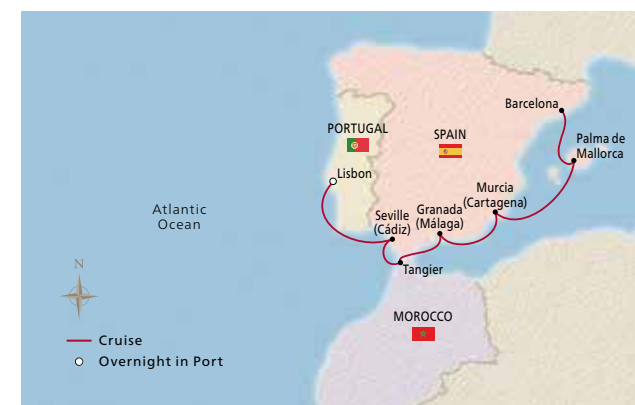 Barcelona
PORTUGAL
SPAIN
Palma de
Mallorca
Lisbon
Murcia
(Cartagena)
Atlantic
Ocean
Seville
(Cádiz)
Granada
(Málaga)
N
Tangier
MOROCCO
Cruise
Overnight in Port